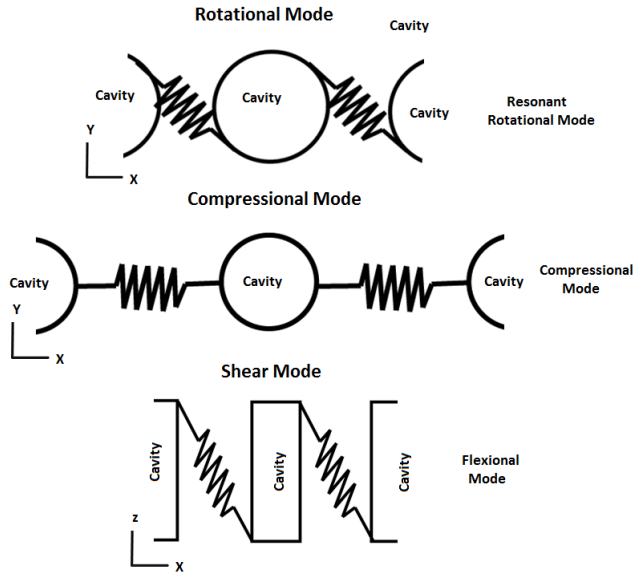 Rotational Mode
Cavity
Cavity
Cavity
Cavity
Resonant
Rotational Mode
Y
X
Compressional Mode
Cavity
Cavity
Cavity
Compressional
Mode
Y
X
Shear Mode
Cavity
Cavity
Cavity
Flexional
Mode
z
X